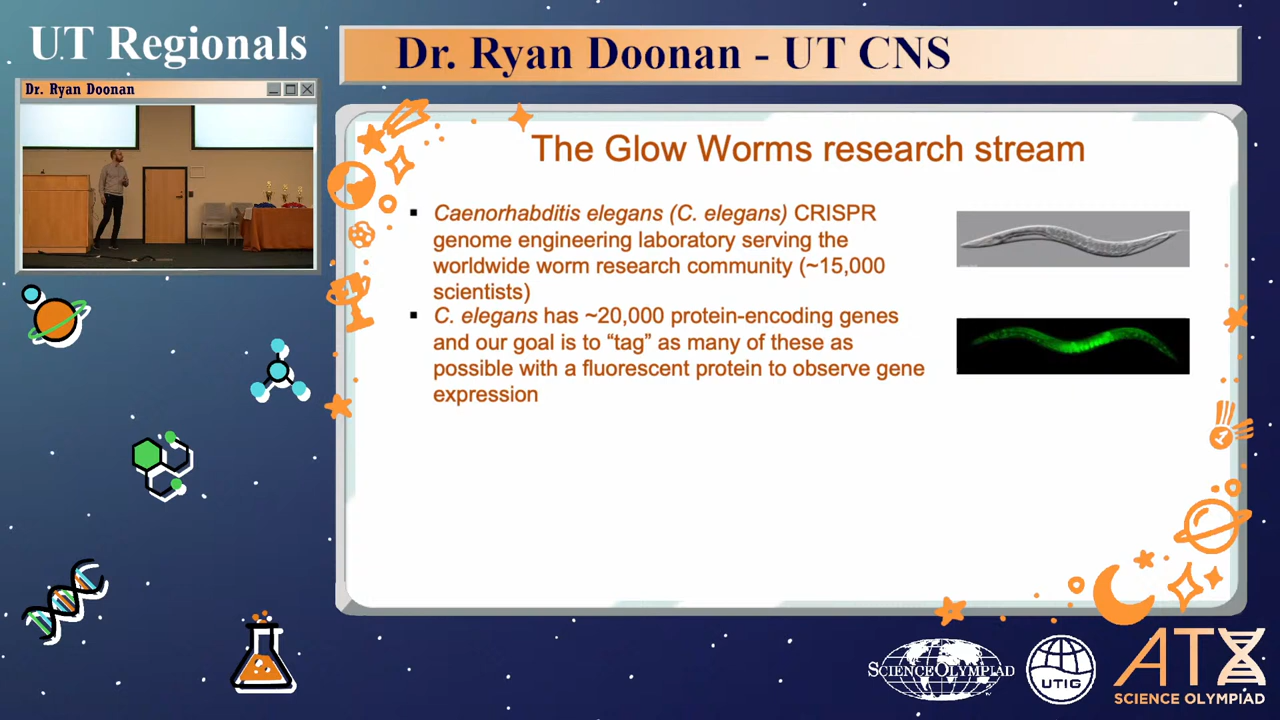 UT Regionals
Dr. Ryan Doonan - UT CNS
Dr. Ryan Doonan
The Glow Worms research stream
▪ Caenorhabditis elegans (C. elegans) CRISPR
genome engineering laboratory serving the
worldwide worm research community (~15,000
scientists)
▪ C. elegans has ~20,000 protein-encoding genes
and our goal is to “tag” as many of these as
possible with a fluorescent protein to observe gene
expression
1
1
SCIENCE OLYMPIAD
UTIG
ATX
SCIENCE OLYMPIAD